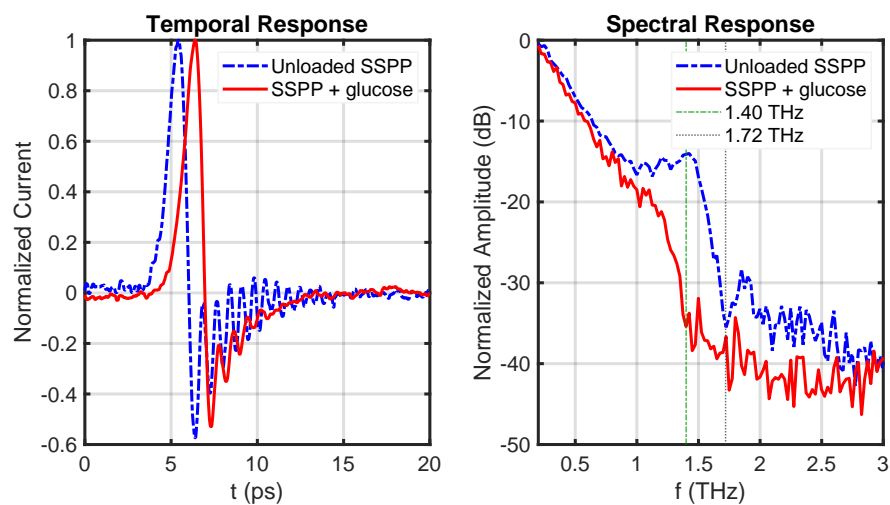 Temporal Response
Normalized Current
1
0.8
0.6
0.4
0.2
0
-0.2
-0.4
-0.6
0
5
10
15
20
t (ps)
Unloaded SSPP
SSPP + glucose
Spectral Response
Normalized Amplitude (dB)
0
-10
-20
-30
-40
-50
0.5
1
1.5
2
2.5
3
f (THz)
Unloaded SSPP
SSPP + glucose
1.40 THz
1.72 THz